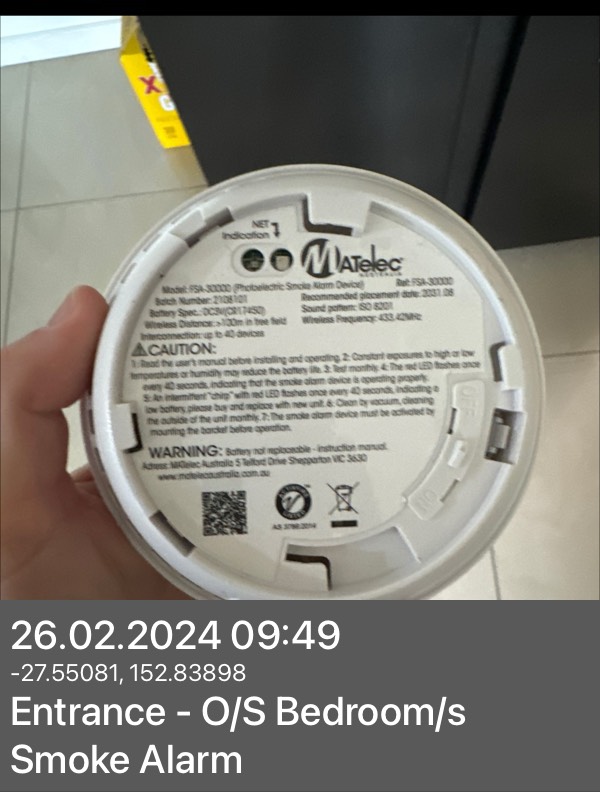 X
NET
Indication
MATelec
AUSTRALIA
Model: FSA-30000 (Photoelectric Smoke Alarm Device)
Ref: FSA-30000
Batch Number: 2108101
Recommended placement date: 2031.08
Battery Spec.: DC3V(CR17450)
Sound pattern: ISO 8201
Wireless Distance: >100m in free field
Wireless Frequency: 433.42MHz
Interconnection: up to 40 devices
CAUTION:
1: Read the user's manual before installing and operating. 2: Constant exposures to high or low
temperatures or humidity may reduce the battery life. 3: Test monthly. 4: The red LED flashes once
every 40 seconds, indicating that the smoke alarm device is operating properly.
5: An intermittent "chirp" with red LED flashes once every 40 seconds, indicating a
low battery, please buy and replace with new unit. 6: Clean by vacuum, cleaning
the outside of the unit monthly. 7: The smoke alarm device must be activated by
mounting the bracket before operation.
WARNING: Battery not replaceable - instruction manual.
Adress: MATelec Australia 5 Telford Drive Shepparton VIC 3630
www.matelecaustralia.com.au
AS 3786:2014
OFF
ON
26.02.2024 09:49
-27.55081, 152.83898
Entrance - O/S Bedroom/s
Smoke Alarm